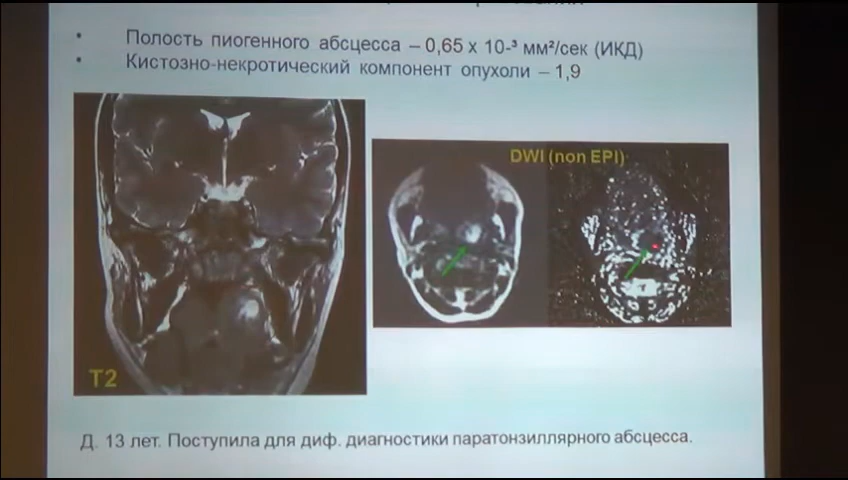 Полость пиогенного абсцесса – 0,65 х 10-³ мм²/сек (ИКД)
Кистозно-некротический компонент опухоли – 1,9
DWI (non EPI)
T2
Д. 13 лет. Поступила для диф. диагностики паратонзиллярного абсцесса.